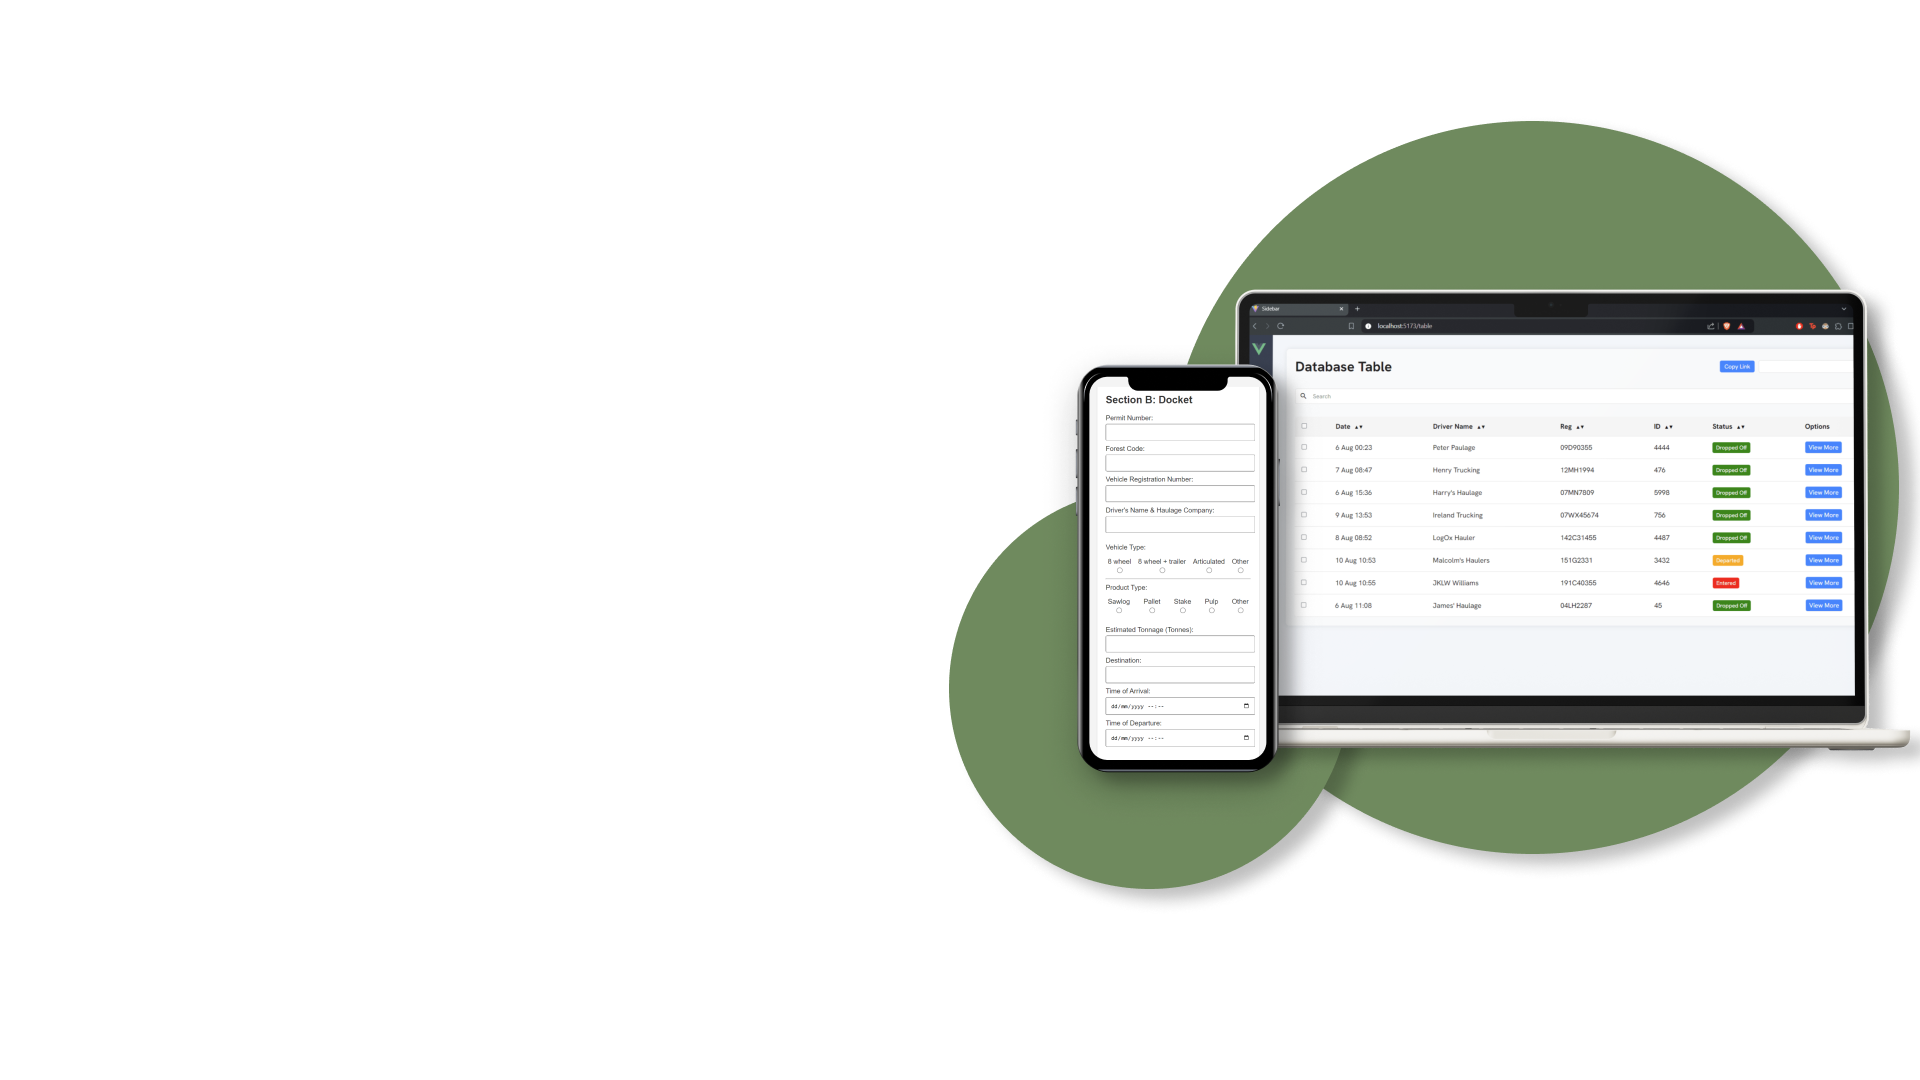 Section B: Docket
Permit Number:
Forest Code:
Vehicle Registration Number:
Driver's Name & Haulage Company:
Vehicle Type:
8 wheel 8 wheel + trailer Articulated Other
Product Type:
Sawlog Pallet Stake Pulp Other
Estimated Tonnage (Tonnes):
Destination:
Time of Arrival:
dd/mm/yyyy --:--
Time of Departure:
dd/mm/yyyy --:--
Sidebar
localhost:5173/table
Database Table
Copy Link
Search
Date Driver Name Reg ID Status Options
6 Aug 00:23 Peter Paulage 09D90355 4444 Dropped Off View More
7 Aug 08:47 Henry Trucking 12MH1994 476 Dropped Off View More
6 Aug 15:36 Harry's Haulage 07MN7809 5998 Dropped Off View More
9 Aug 13:53 Ireland Trucking 07WX45674 756 Dropped Off View More
8 Aug 08:52 LogOx Hauler 142C31455 4487 Dropped Off View More
10 Aug 10:53 Malcolm's Haulers 151G2331 3432 Departed View More
10 Aug 10:55 JKLW Williams 191C40355 4646 Entered View More
6 Aug 11:08 James' Haulage 04LH2287 45 Dropped Off View More